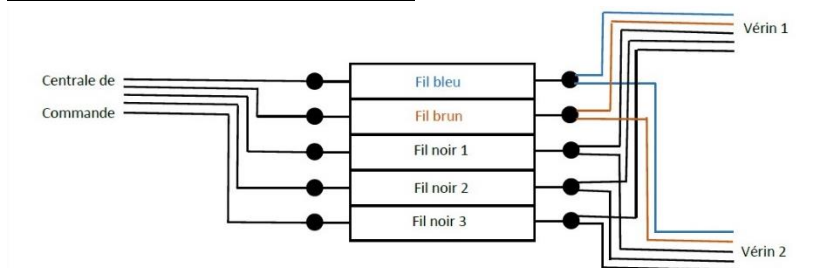 Vérin 1
Centrale de
Commande
Fil bleu
Fil brun
Fil noir 1
Fil noir 2
Fil noir 3
Vérin 2